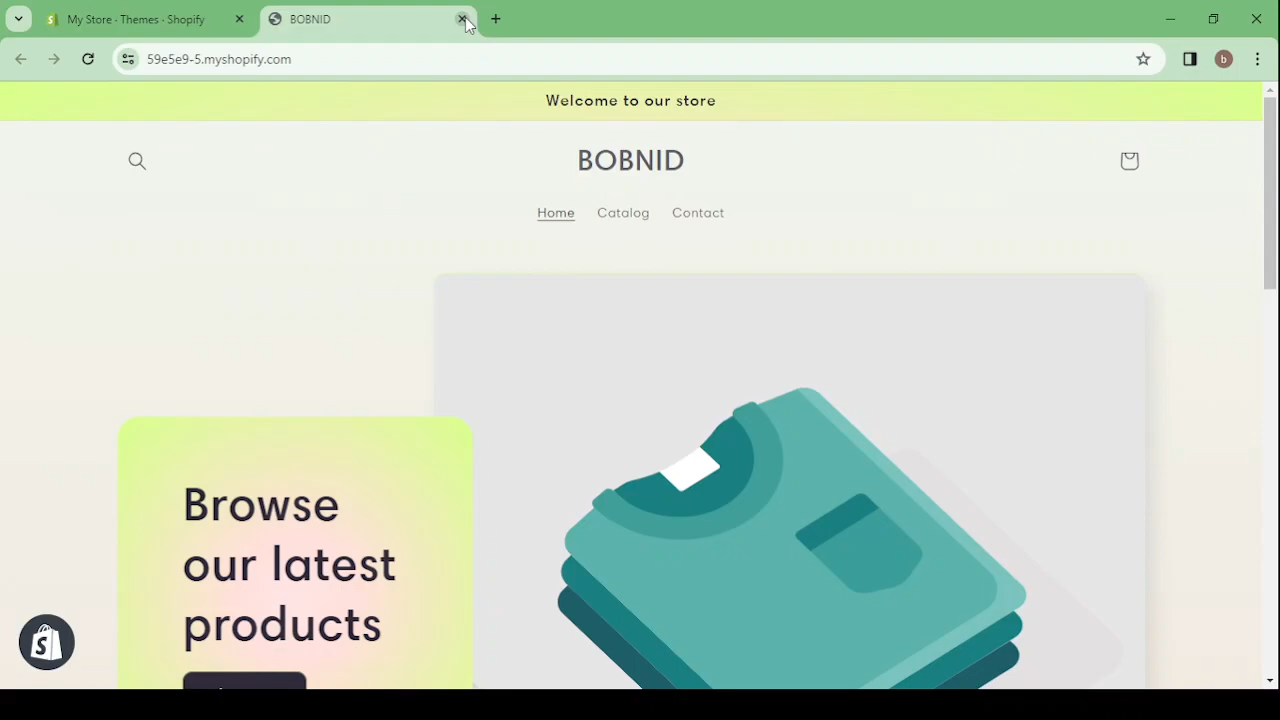 My Store · Themes · Shopify
BOBNID
59e5e9-5.myshopify.com
b
Welcome to our store
BOBNID
Home Catalog Contact
Browse
our latest
products